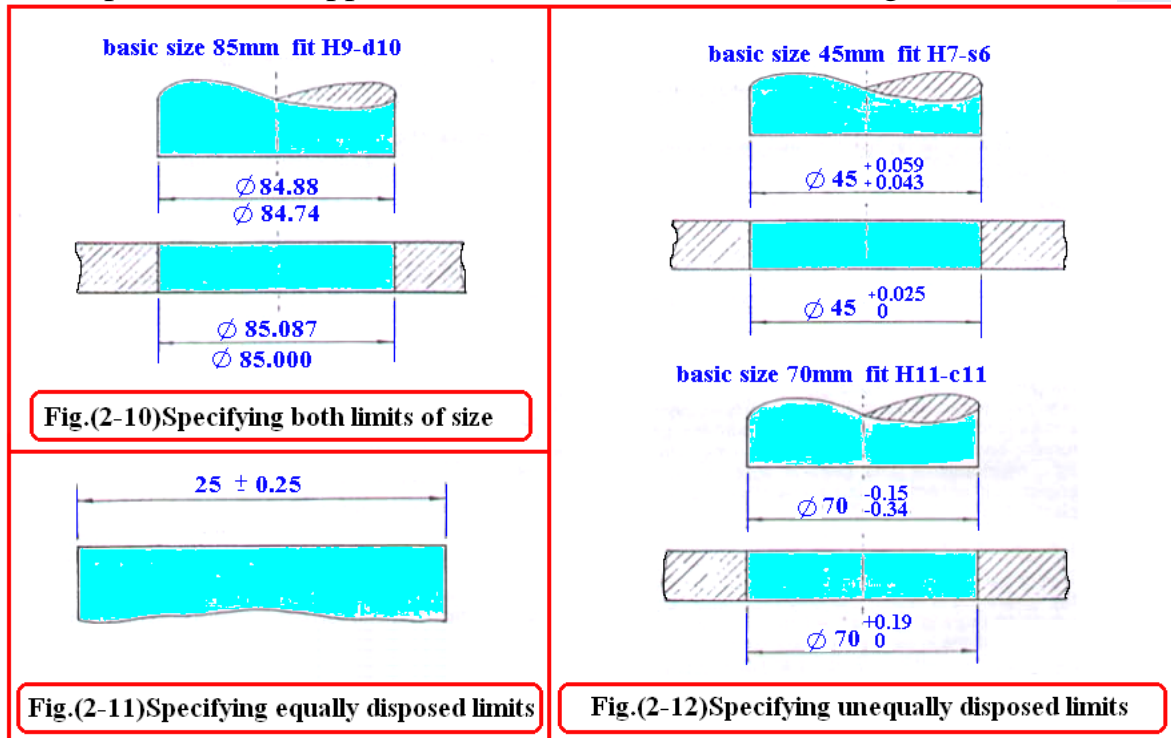 basic size 85mm fit H9-d10
∅ 84.88
∅ 84.74
∅ 85.087
∅ 85.000
Fig.(2-10)Specifying both limits of size
25 ± 0.25
Fig.(2-11)Specifying equally disposed limits
basic size 45mm fit H7-s6
∅ 45 +0.059
+0.043
∅ 45 +0.025
0
basic size 70mm fit H11-c11
∅ 70 -0.15
-0.34
∅ 70 +0.19
0
Fig.(2-12)Specifying unequally disposed limits